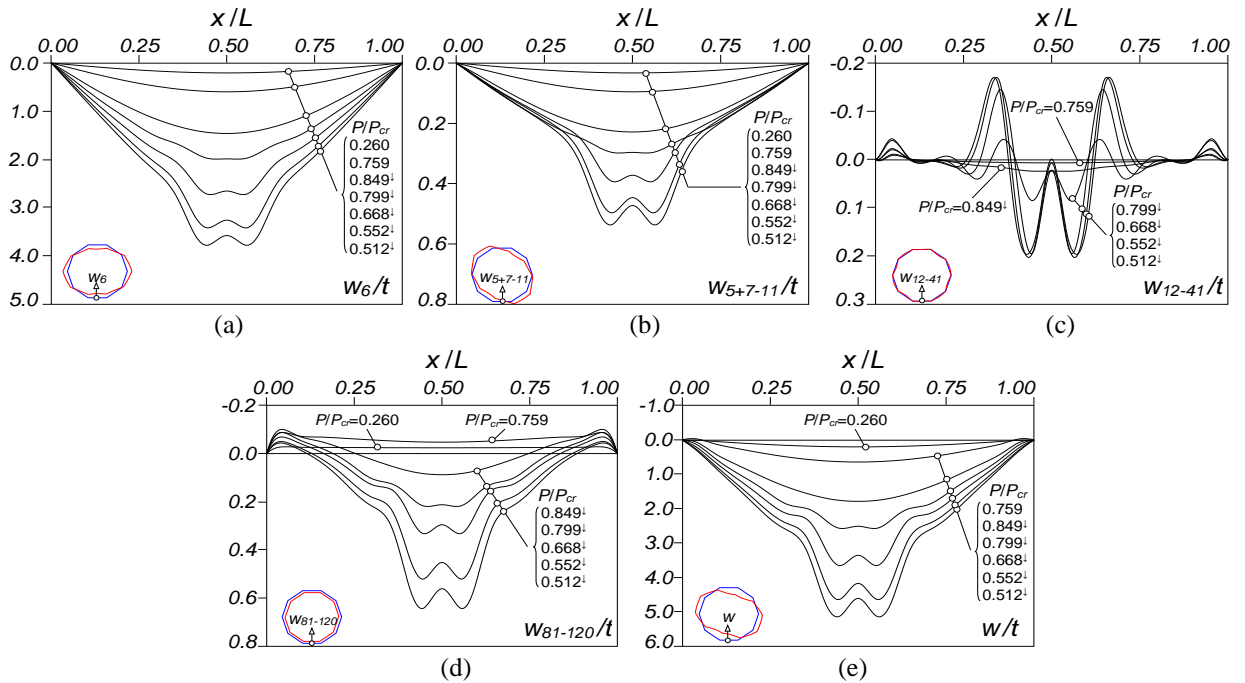 x/L
0.00 0.25 0.50 0.75 1.00
0.0
1.0
2.0
3.0
4.0
5.0
P/Pcr
0.260
0.759
0.849↓
0.799↓
0.668↓
0.552↓
0.512↓
w6
w6/t
(a)
x/L
0.00 0.25 0.50 0.75 1.00
0.0
0.2
0.4
0.6
0.8
P/Pcr
0.260
0.759
0.849↓
0.799↓
0.668↓
0.552↓
0.512↓
w5+7-11
w5+7-11/t
(b)
x/L
0.00 0.25 0.50 0.75 1.00
-0.2
-0.1
0.0
0.1
0.2
0.3
P/Pcr=0.759
P/Pcr=0.849↓
P/Pcr
0.799↓
0.668↓
0.552↓
0.512↓
w12-41
w12-41/t
(c)
x/L
0.00 0.25 0.50 0.75 1.00
-0.2
0.0
0.2
0.4
0.6
0.8
P/Pcr=0.260
P/Pcr=0.759
P/Pcr
0.849↓
0.799↓
0.668↓
0.552↓
0.512↓
w81-120
w81-120/t
(d)
x/L
0.00 0.25 0.50 0.75 1.00
-1.0
0.0
1.0
2.0
3.0
4.0
5.0
6.0
P/Pcr=0.260
P/Pcr
0.759
0.849↓
0.799↓
0.668↓
0.552↓
0.512↓
w
w/t
(e)